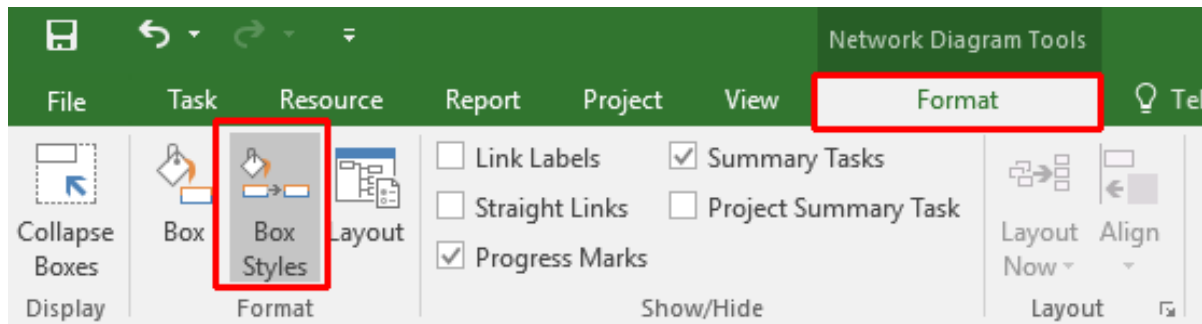 Network Diagram Tools
File Task Resource Report Project View Format Tel
Collapse Boxes
Box
Box Styles
Layout
Link Labels
Straight Links
Progress Marks
Summary Tasks
Project Summary Task
Layout Now
Align
Display Format Show/Hide Layout